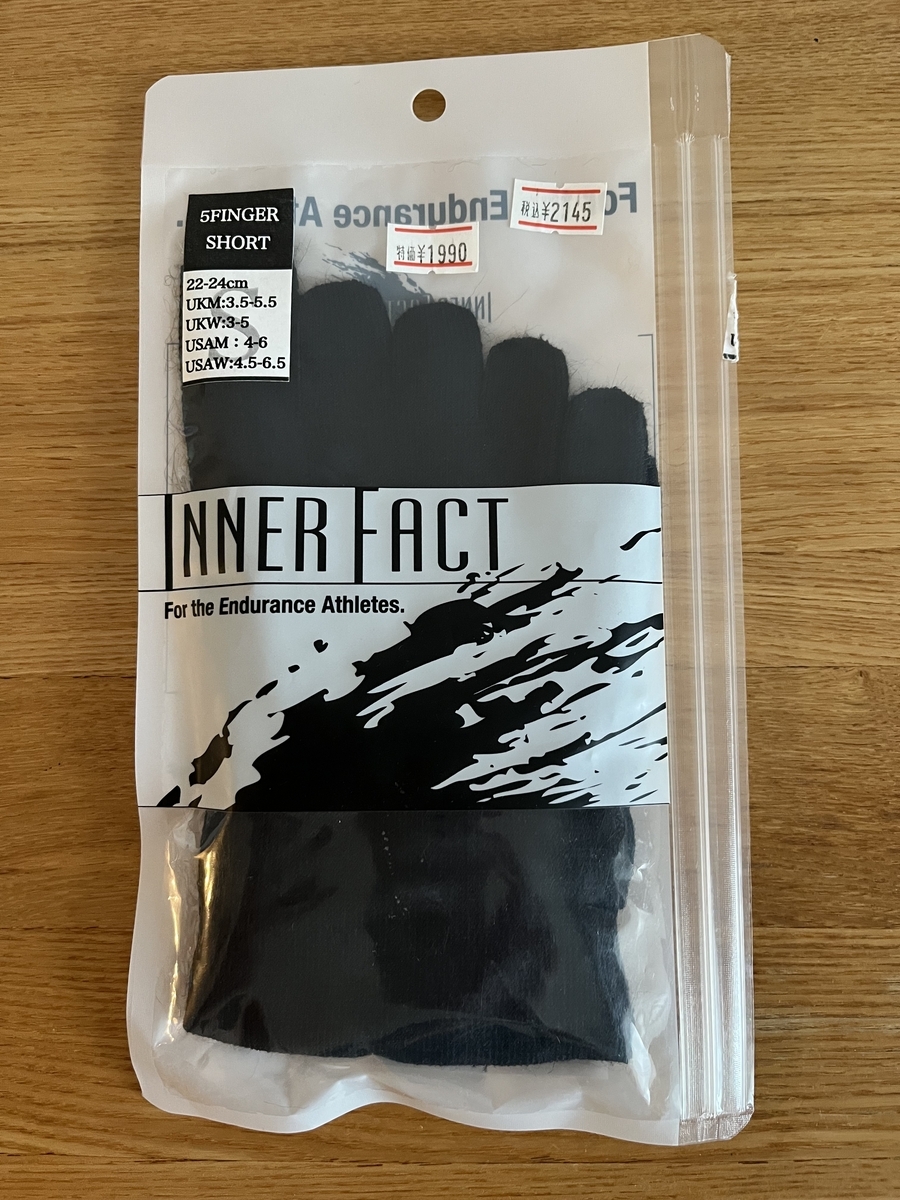 5FINGER
SHORT
22-24cm
UKM:3.5-5.5
UKW:3-5
USAM : 4-6
USAW:4.5-6.5
S
Endurance
税込¥2145
特価¥1990
INNER FACT
For the Endurance Athletes.